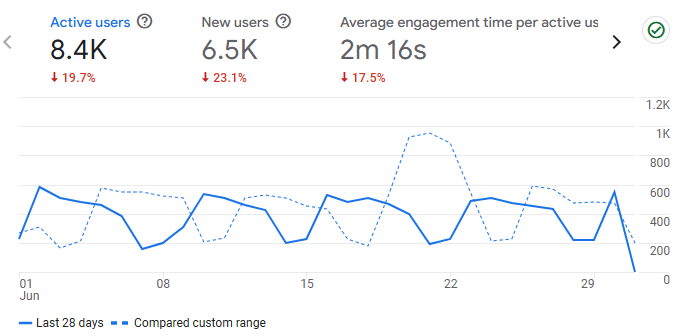 Active users New users Average engagement time per active us
8.4K 6.5K 2m 16s
19.7% 23.1% 17.5%
1.2K
1K
800
600
400
200
0
01 08 15 22 29
Jun
Last 28 days Compared custom range